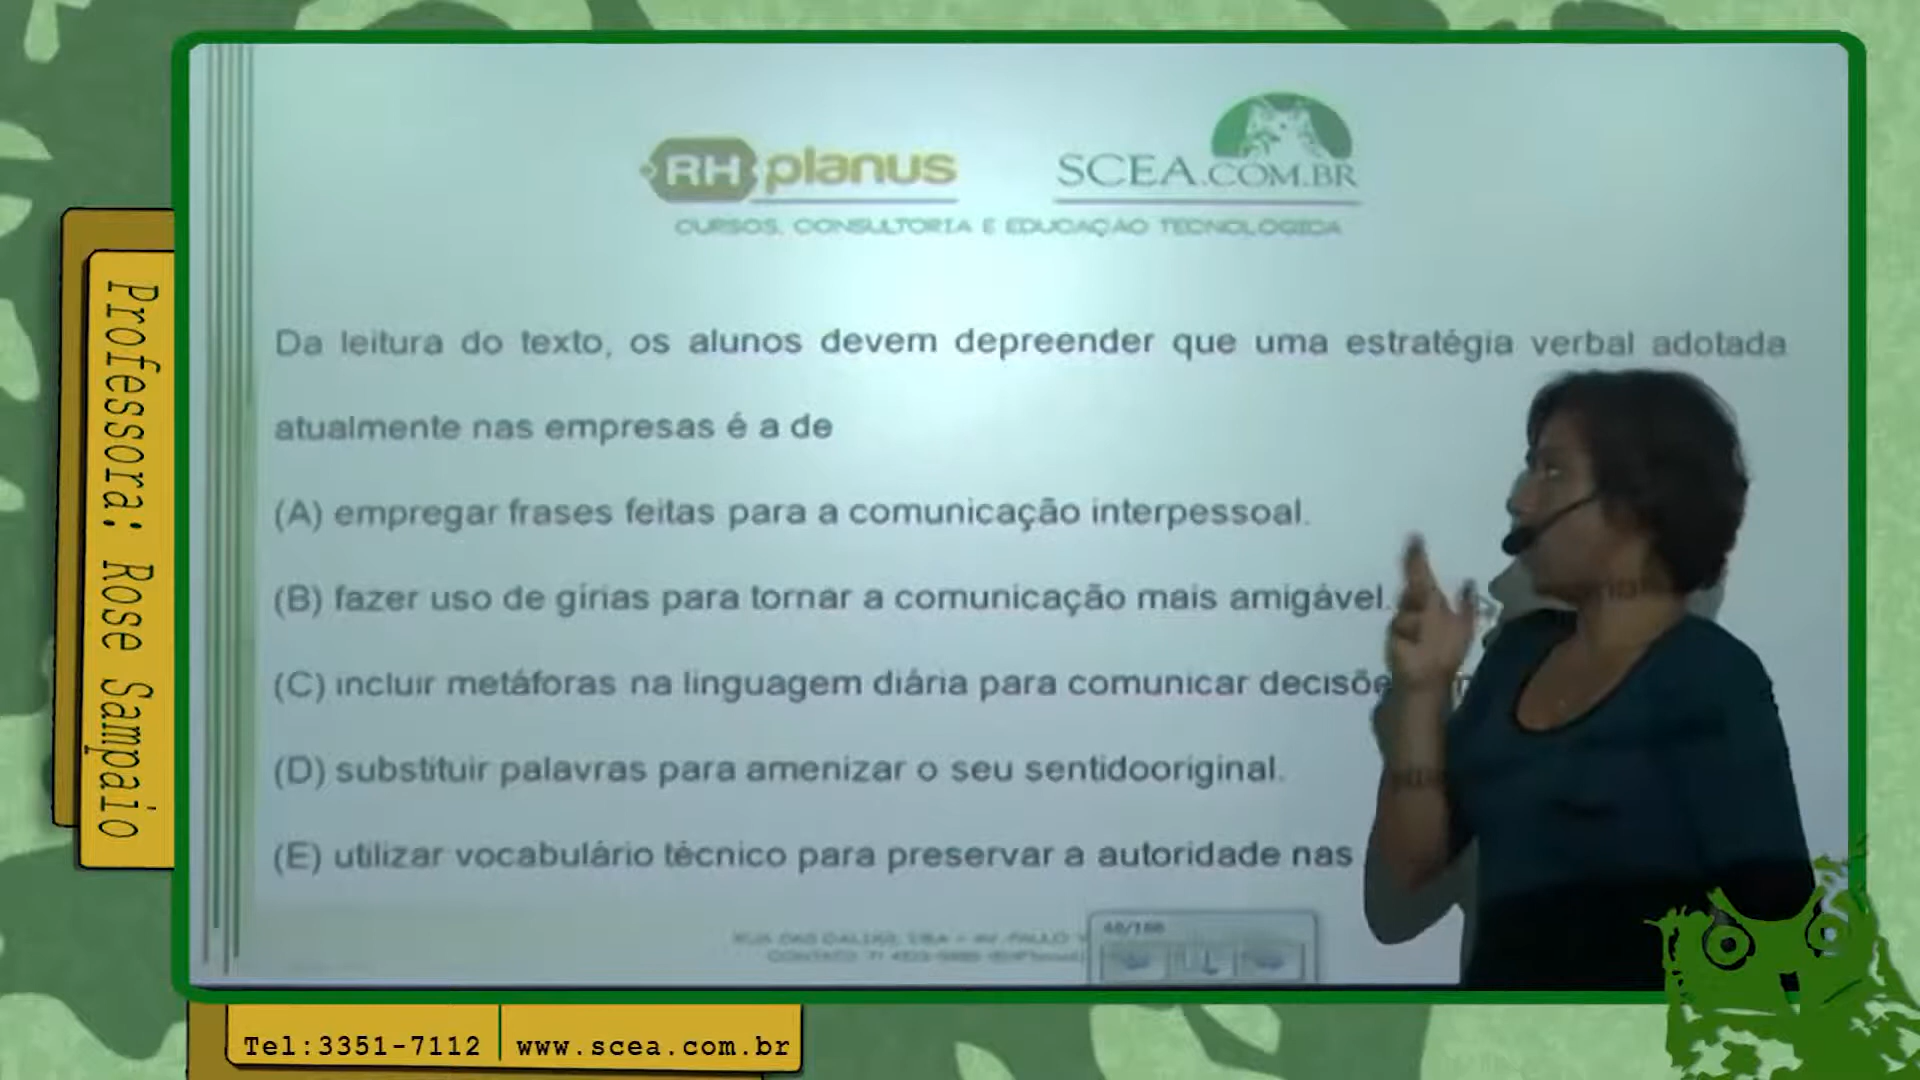 RH planus
SCEA.COM.BR
CURSOS, CONSULTORIA E EDUCAÇÃO TECNOLÓGICA
Da leitura do texto, os alunos devem depreender que uma estratégia verbal adotada
atualmente nas empresas é a de
(A) empregar frases feitas para a comunicação interpessoal.
(B) fazer uso de gírias para tornar a comunicação mais amigável.
(C) incluir metáforas na linguagem diária para comunicar
(D) substituir palavras para amenizar o seu sentidooriginal.
(E) utilizar vocabulário técnico para preservar a autoridade nas
Professora: Rose Sampaio
Tel:3351-7112
www.scea.com.br